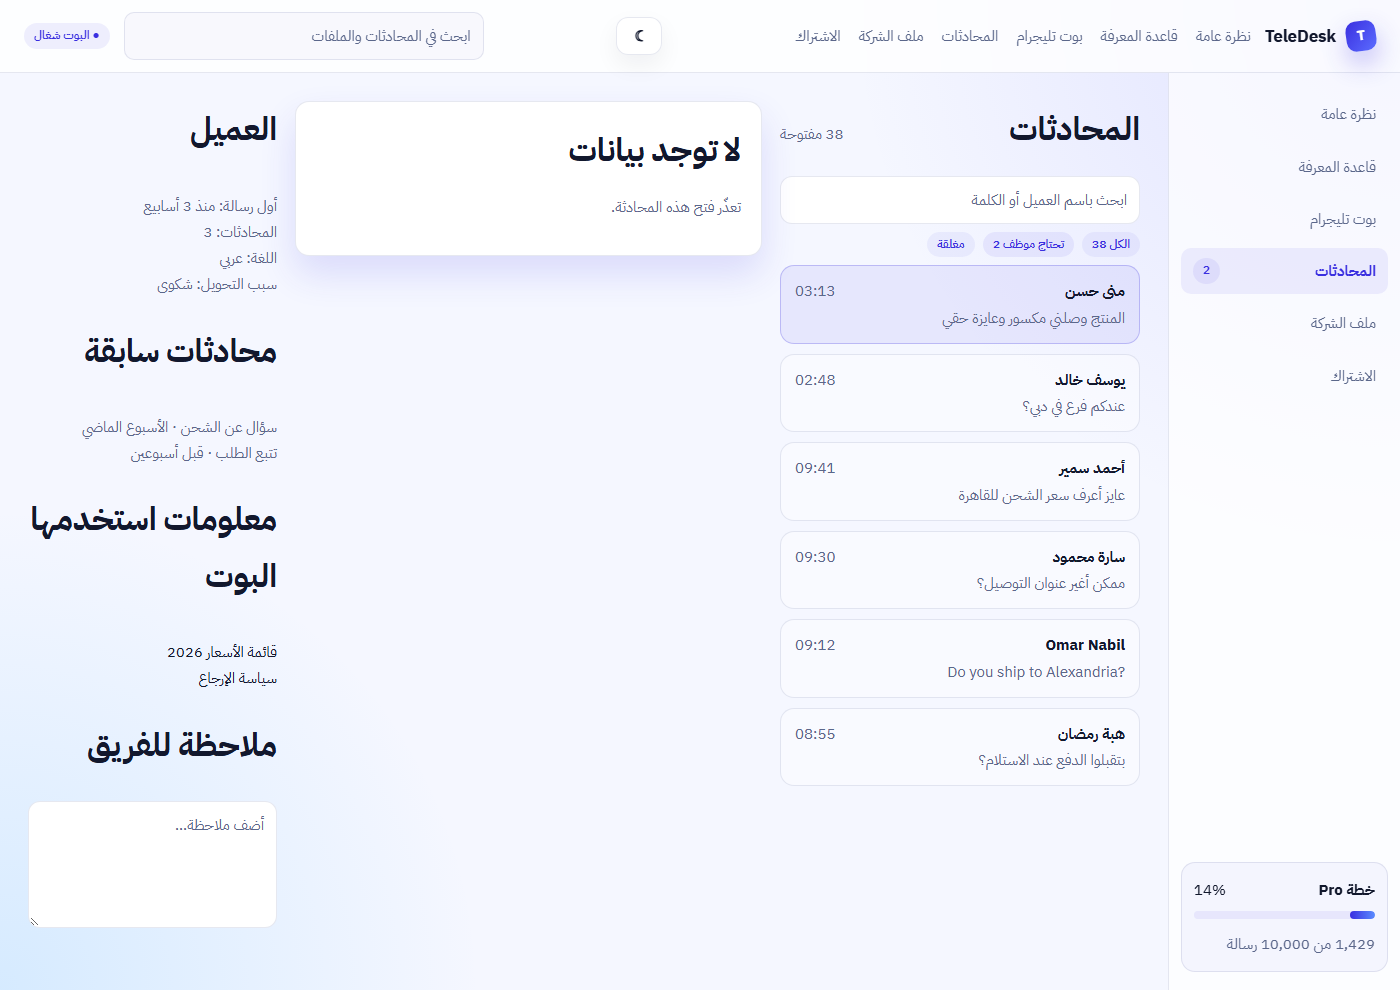 T
TeleDesk
نظرة عامة
قاعدة المعرفة
بوت تليجرام
المحادثات
ملف الشركة
الاشتراك
ابحث في المحادثات والملفات
● البوت شغال
نظرة عامة
قاعدة المعرفة
بوت تليجرام
المحادثات 2
ملف الشركة
الاشتراك
خطة Pro 14%
1,429 من 10,000 رسالة
المحادثات
38 مفتوحة
ابحث باسم العميل أو الكلمة
الكل 38
تحتاج موظف 2
مغلقة
منى حسن 03:13
المنتج وصلني مكسور وعايزة حقي
يوسف خالد 02:48
عندكم فرع في دبي؟
أحمد سمير 09:41
عايز أعرف سعر الشحن للقاهرة
سارة محمود 09:30
ممكن أغير عنوان التوصيل؟
Omar Nabil 09:12
Do you ship to Alexandria?
هبة رمضان 08:55
بتقبلوا الدفع عند الاستلام؟
لا توجد بيانات
تعذّر فتح هذه المحادثة.
العميل
أول رسالة: منذ 3 أسابيع
المحادثات: 3
اللغة: عربي
سبب التحويل: شكوى
محادثات سابقة
سؤال عن الشحن · الأسبوع الماضي
تتبع الطلب · قبل أسبوعين
معلومات استخدمها
البوت
قائمة الأسعار 2026
سياسة الإرجاع
ملاحظة للفريق
أضف ملاحظة...